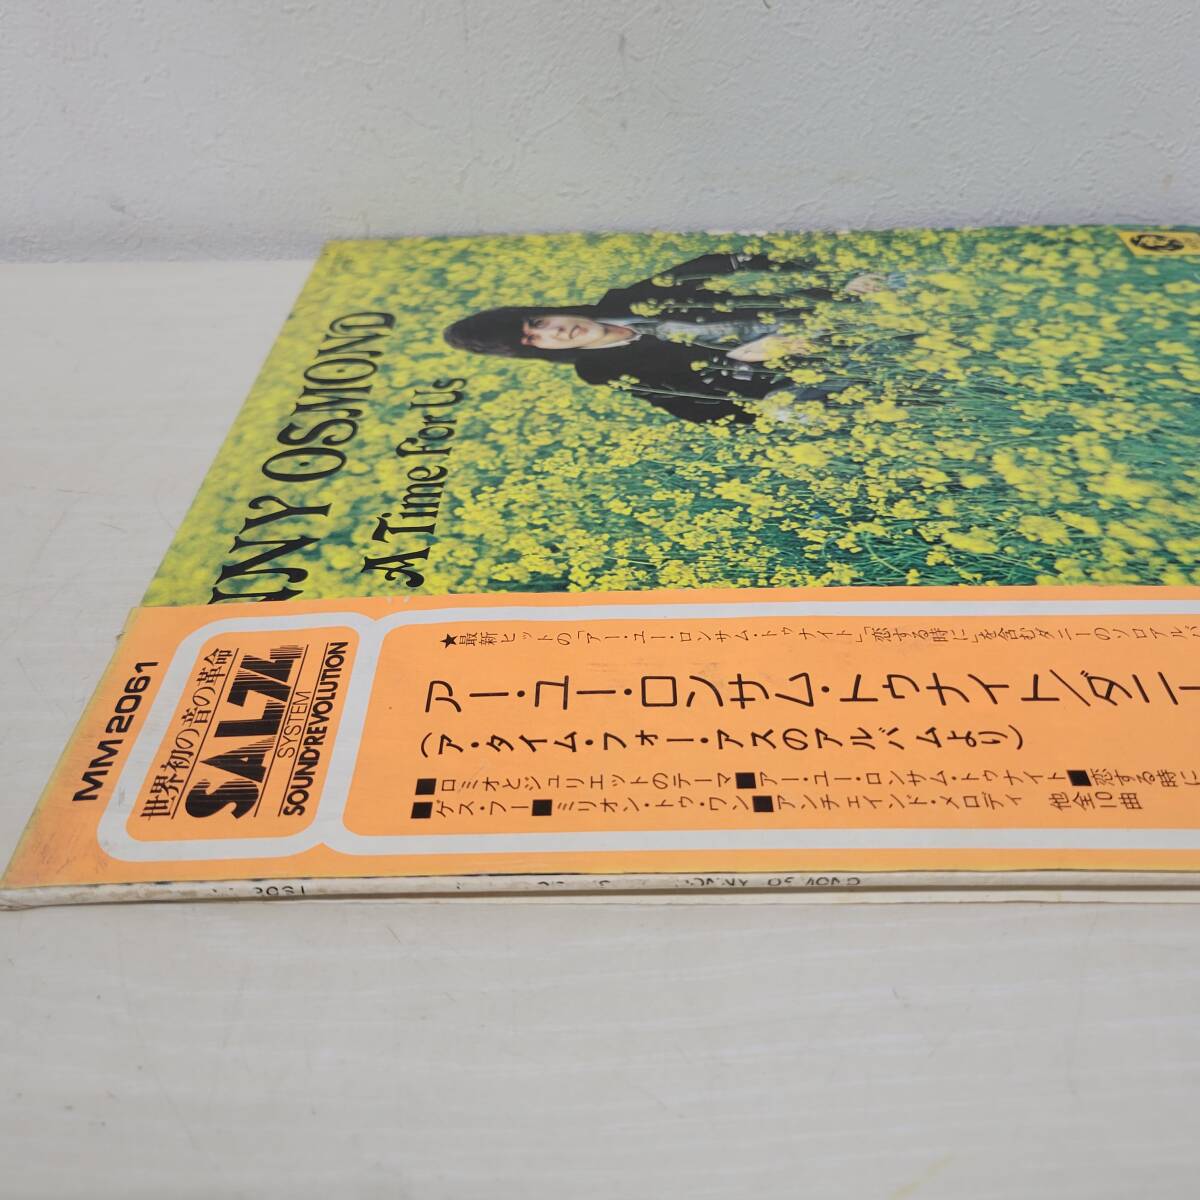 NNY OSMOND
A Time For Us
MM 2061
世界初の音の革命
SAL74
SYSTEM
SOUND REVOLUTION
★最新ヒットの「アー・ユー・ロンサム・トゥナイト」「恋する時に」を含むダニーのソロアルバ
アー・ユー・ロンサム・トゥナイト/ダニー
(ア・タイム・フォー・アスのアルバムより)
■ロミオとジュリエットのテーマ■アー・ユー・ロンサム・トゥナイト■恋する時に
■ゲス・フー■ミリオン・トゥ・ワン■アンチェインド・メロディ 他全10曲